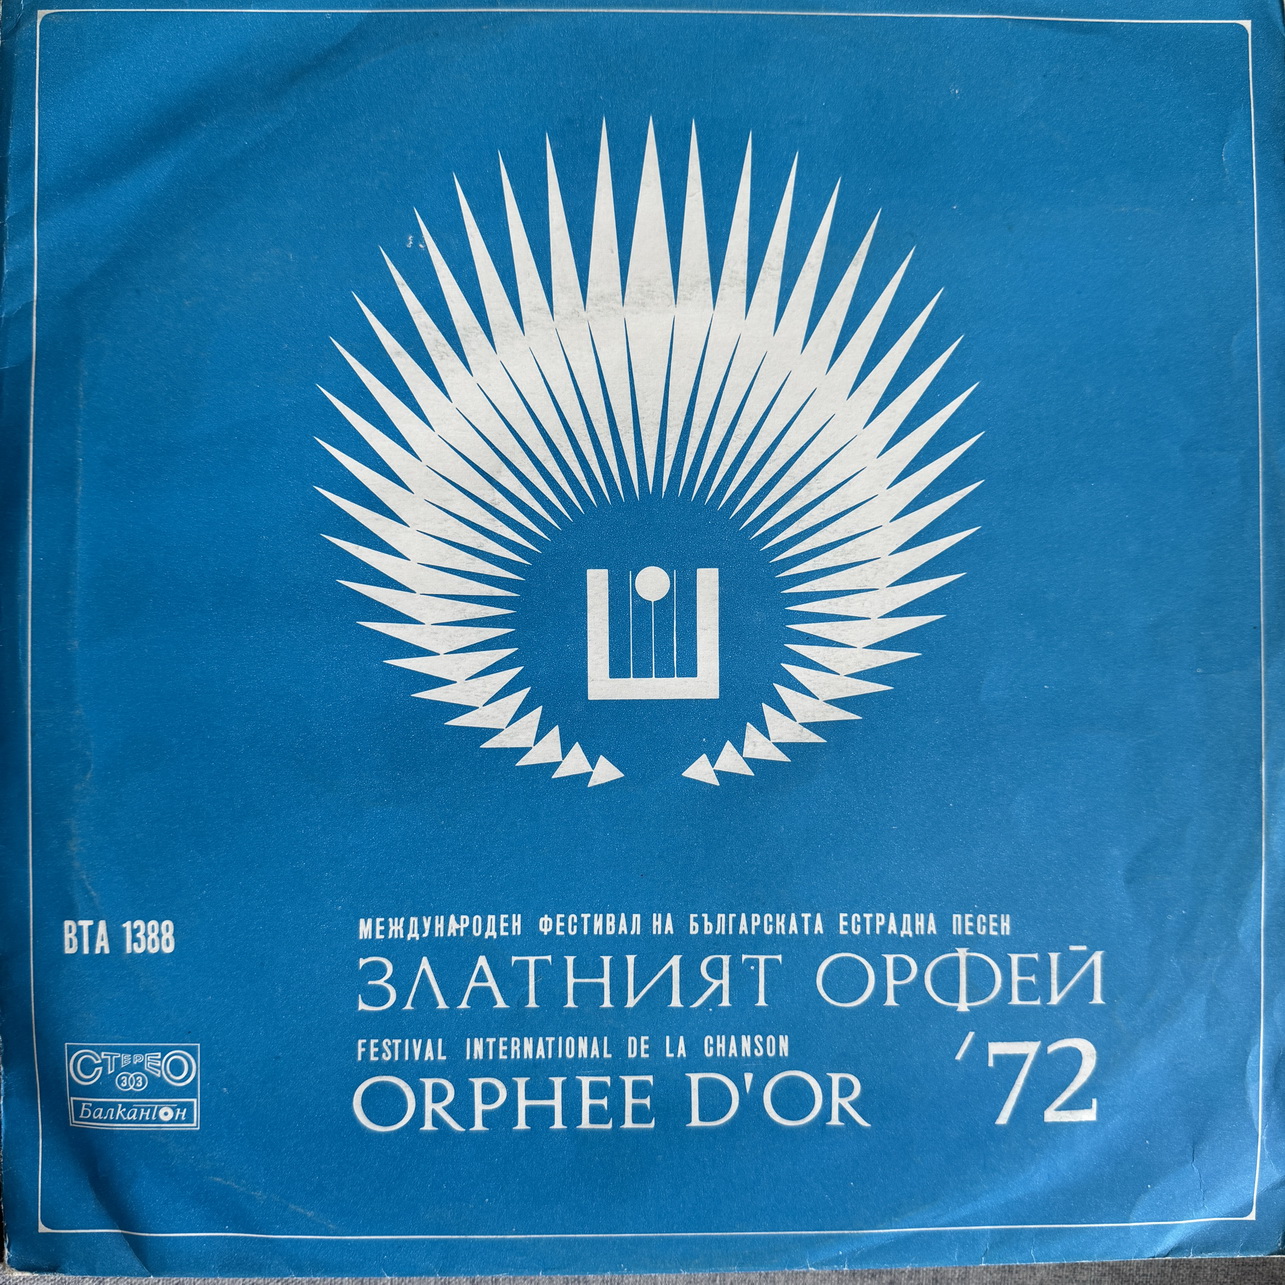 ВТА 1388
МЕЖДУНАРОДЕН ФЕСТИВАЛ НА БЪЛГАРСКАТА ЕСТРАДНА ПЕСЕН
ЗЛАТНИЯТ ОРФЕЙ
FESTIVAL INTERNATIONAL DE LA CHANSON
ORPHEE D'OR
'72
СТЕРЕО
33
Балкантон